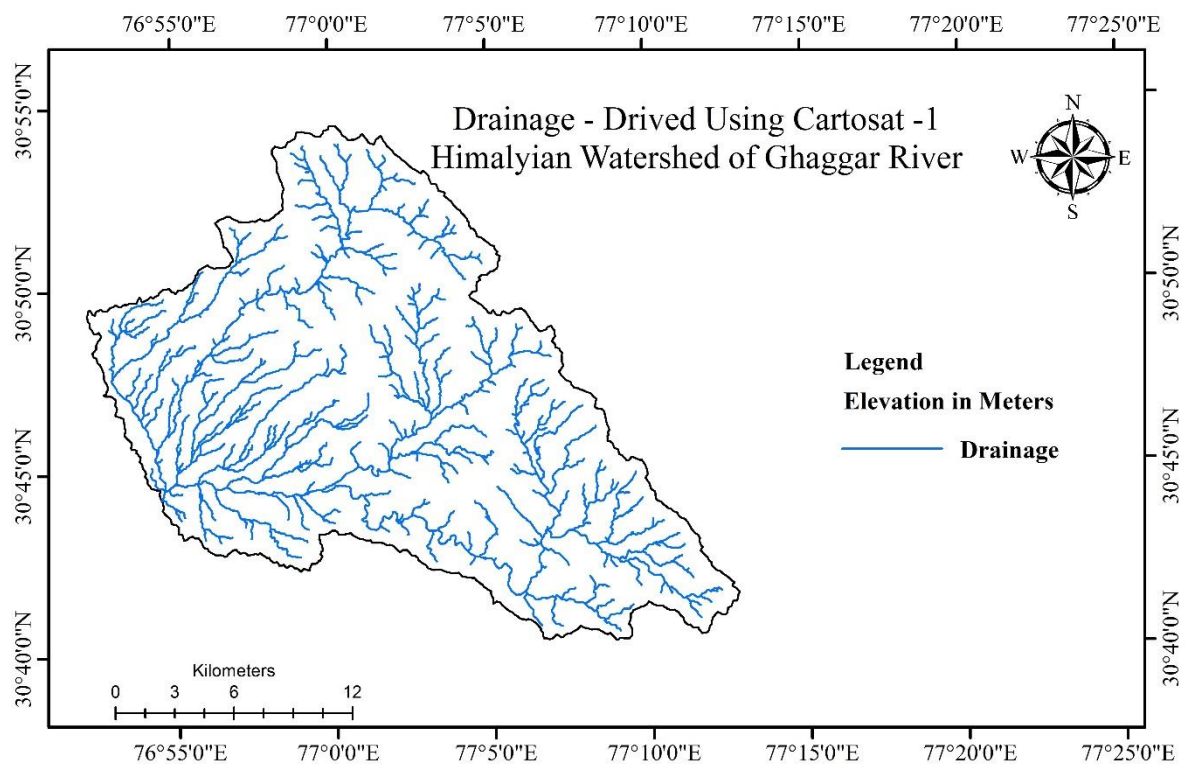 76°55'0"E 77°0'0"E 77°5'0"E 77°10'0"E 77°15'0"E 77°20'0"E 77°25'0"E
30°55'0"N
Drainage - Drived Using Cartosat -1
Himalyian Watershed of Ghaggar River
N
W E
S
30°50'0"N 30°50'0"N
Legend
Elevation in Meters
Drainage
30°45'0"N 30°45'0"N
30°40'0"N 30°40'0"N
Kilometers
0 3 6 12
76°55'0"E 77°0'0"E 77°5'0"E 77°10'0"E 77°15'0"E 77°20'0"E 77°25'0"E